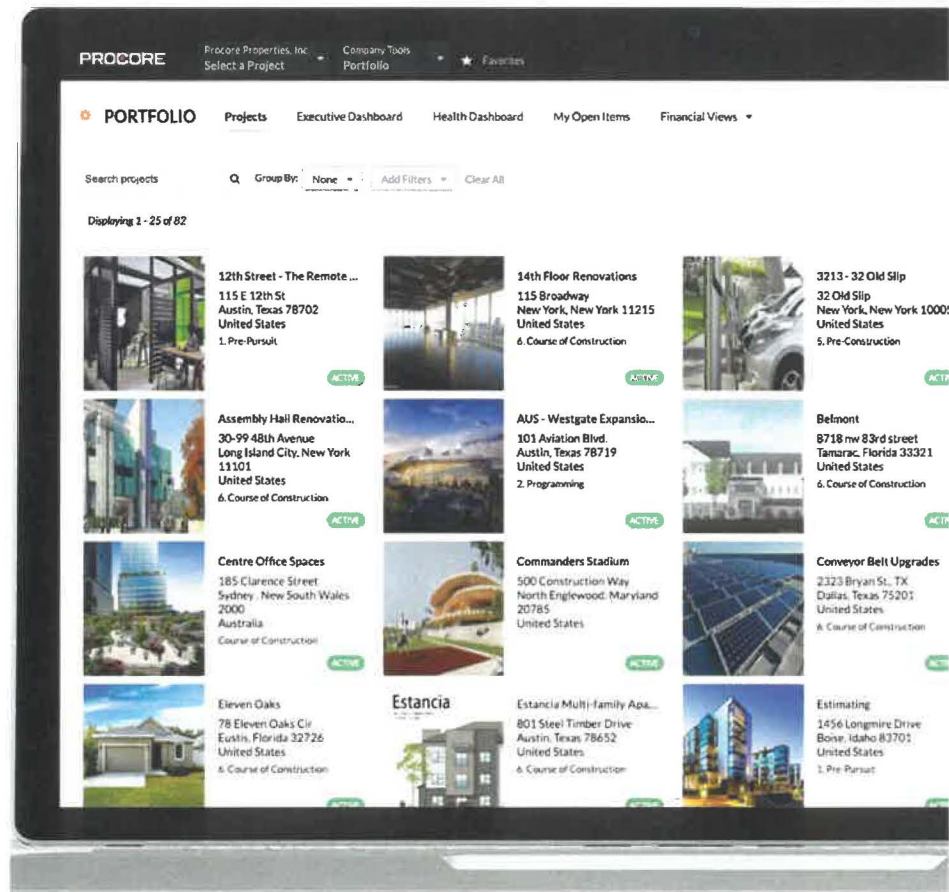 PROCORE
Procore Properties, Inc
Select a Project
Company Tools
Portfolio
Favorites
PORTFOLIO
Projects
Executive Dashboard
Health Dashboard
My Open Items
Financial Views
Search projects
Group By:
None
Add Filters
Clear All
Displaying 1 - 25 of 82
12th Street - The Remote ...
115 E 12th St
Austin, Texas 78702
United States
1. Pre-Pursuit
ACTIVE
14th Floor Renovations
115 Broadway
New York, New York 11215
United States
6. Course of Construction
ACTIVE
3213 - 32 Old Slip
32 Old Slip
New York, New York 10005
United States
5. Pre-Construction
ACTIV
Assembly Hall Renovatio...
30-99 48th Avenue
Long Island City, New York
11101
United States
6. Course of Construction
ACTIVE
AUS - Westgate Expansio...
101 Aviation Blvd.
Austin, Texas 78719
United States
2. Programming
ACTIVE
Belmont
8718 nw 83rd street
Tamarac, Florida 33321
United States
6. Course of Construction
ACTIV
Centre Office Spaces
185 Clarence Street
Sydney, New South Wales
2000
Australia
Course of Construction
ACTIVE
Commanders Stadium
500 Construction Way
North Englewood, Maryland
20785
United States
ACTIVE
Conveyor Belt Upgrades
2323 Bryan St., TX
Dallas, Texas 75201
United States
6. Course of Construction
ACTIV
Eleven Oaks
78 Eleven Oaks Cir
Eustis, Florida 32726
United States
6. Course of Construction
ACTIVE
Estancia
Estancia Multi-family Apa...
801 Steel Timber Drive
Austin, Texas 78652
United States
6. Course of Construction
ACTIVE
Estimating
1456 Longmire Drive
Boise, Idaho 83701
United States
1. Pre-Pursuit